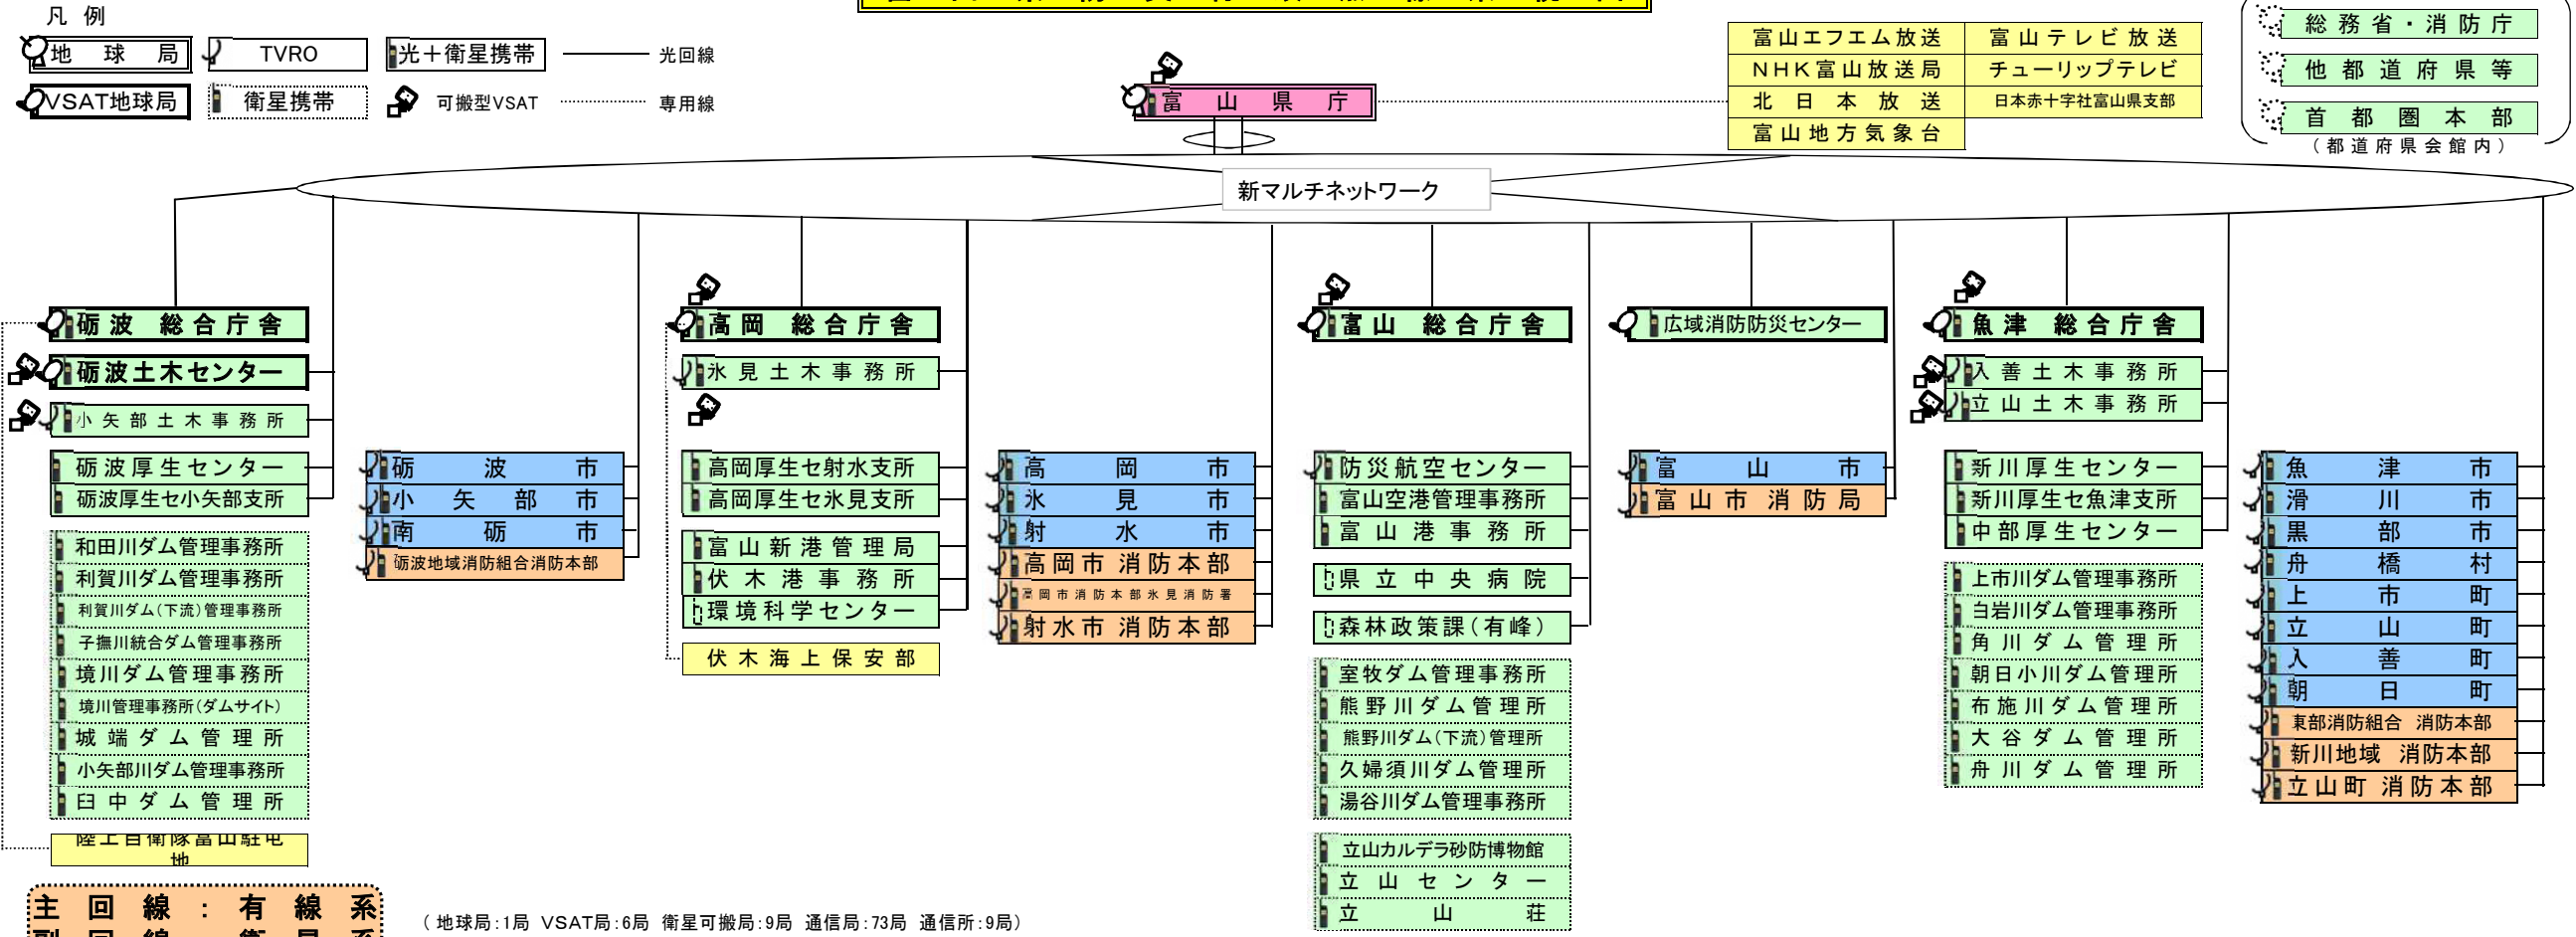 凡例
地球局
TVRO
光＋衛星携帯
光回線
VSAT地球局
衛星携帯
可搬型VSAT
専用線
富山県庁
富山エフエム放送
富山テレビ放送
NHK富山放送局
チューリップテレビ
北日本放送
日本赤十字社富山県支部
富山地方気象台
総務省・消防庁
他都道府県等
首都圏本部
（都道府県会館内）
新マルチネットワーク
砺波 総合庁舎
砺波土木センター
小矢部土木事務所
砺波厚生センター
砺波厚生セ小矢部支所
和田川ダム管理事務所
利賀川ダム管理事務所
利賀川ダム(下流)管理事務所
子撫川統合ダム管理事務所
境川ダム管理事務所
境川管理事務所(ダムサイト)
城端ダム管理所
小矢部川ダム管理事務所
臼中ダム管理所
陸上自衛隊富山駐屯地
砺波市
小矢部市
南砺市
砺波地域消防組合消防本部
高岡 総合庁舎
氷見土木事務所
高岡厚生セ射水支所
高岡厚生セ氷見支所
富山新港管理局
伏木港事務所
環境科学センター
伏木海上保安部
高岡市
氷見市
射水市
高岡市 消防本部
高岡市消防本部氷見消防署
射水市 消防本部
富山 総合庁舎
防災航空センター
富山空港管理事務所
富山港事務所
県立中央病院
森林政策課(有峰)
室牧ダム管理事務所
熊野川ダム管理所
熊野川ダム(下流)管理所
久婦須川ダム管理所
湯谷川ダム管理事務所
立山カルデラ砂防博物館
立山センター
立山荘
広域消防防災センター
富山市
富山市消防局
魚津 総合庁舎
入善土木事務所
立山土木事務所
新川厚生センター
新川厚生セ魚津支所
中部厚生センター
上市川ダム管理事務所
白岩川ダム管理事務所
角川ダム管理所
朝日小川ダム管理所
布施川ダム管理所
大谷ダム管理所
舟川ダム管理所
魚津市
滑川市
黒部市
舟橋村
上市町
立山町
入善町
朝日町
東部消防組合 消防本部
新川地域 消防本部
立山町 消防本部
主回線：有線系
（地球局:1局 VSAT局:6局 衛星可搬局:9局 通信局:73局 通信所:9局）